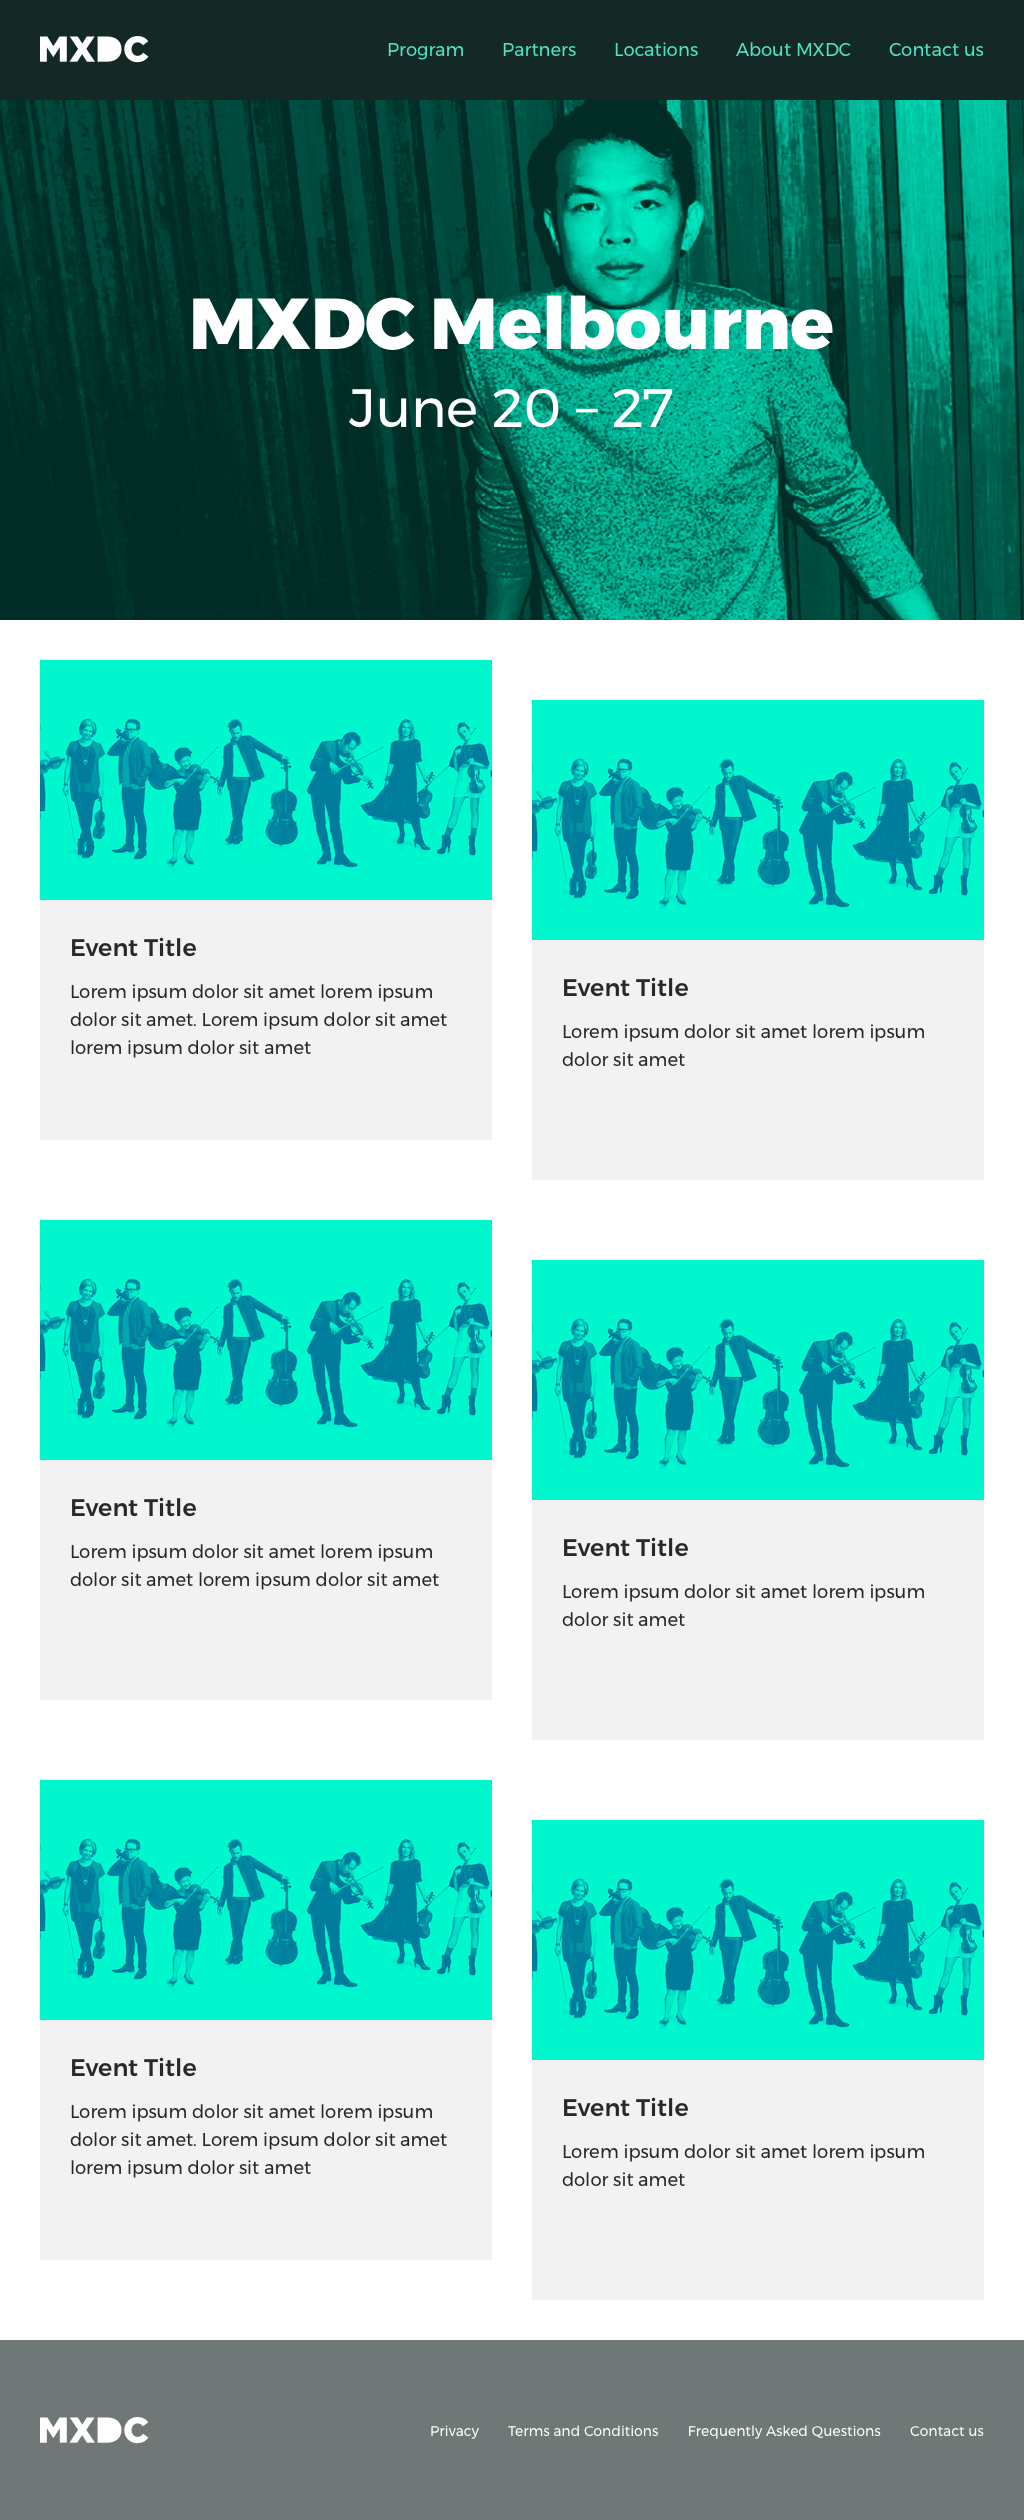 MXDC
Program Partners Locations About MXDC Contact us
MXDC Melbourne
June 20 – 27
Event Title
Lorem ipsum dolor sit amet lorem ipsum
dolor sit amet. Lorem ipsum dolor sit amet
lorem ipsum dolor sit amet
Event Title
Lorem ipsum dolor sit amet lorem ipsum
dolor sit amet
Event Title
Lorem ipsum dolor sit amet lorem ipsum
dolor sit amet lorem ipsum dolor sit amet
Event Title
Lorem ipsum dolor sit amet lorem ipsum
dolor sit amet
Event Title
Lorem ipsum dolor sit amet lorem ipsum
dolor sit amet. Lorem ipsum dolor sit amet
lorem ipsum dolor sit amet
Event Title
Lorem ipsum dolor sit amet lorem ipsum
dolor sit amet
MXDC
Privacy Terms and Conditions Frequently Asked Questions Contact us